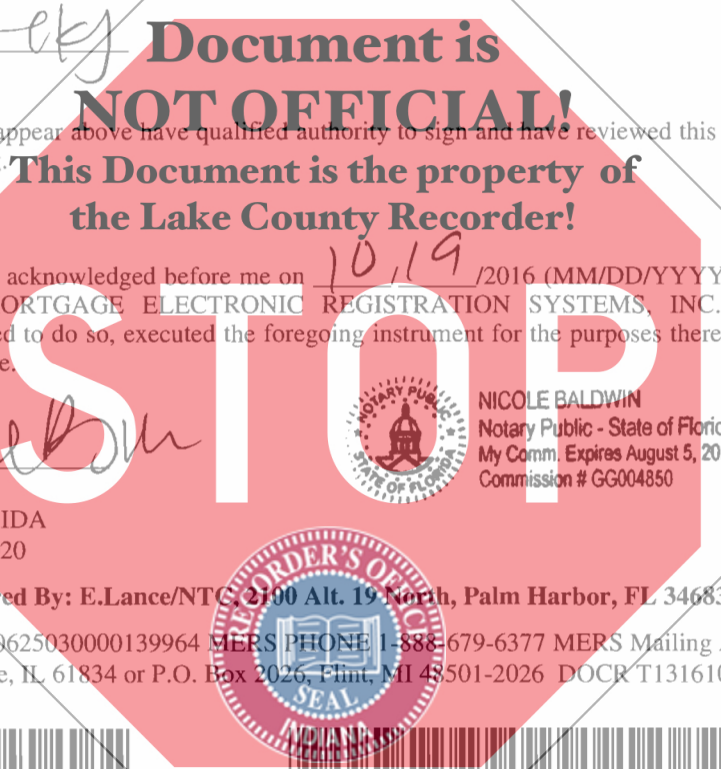 Document is
NOT OFFICIAL!
appear above have qualified authority to sign and have reviewed this
This Document is the property of
the Lake County Recorder!
acknowledged before me on 10/19/2016 (MM/DD/YYYY
ORTGAGE ELECTRONIC REGISTRATION SYSTEMS, INC.
ed to do so, executed the foregoing instrument for the purposes there
e.
STOP
NOTARY PUBLIC
STATE OF FLORIDA
NICOLE BALDWIN
Notary Public - State of Floric
My Comm. Expires August 5, 20
Commission # GG004850
IDA
20
RECORDER'S OFFIC
ed By: E.Lance/NTC, 2100 Alt. 19 North, Palm Harbor, FL 34683
0625030000139964 MERS PHONE 1-888-679-6377 MERS Mailing
e, IL 61834 or P.O. Box 2026, Flint, MI 48501-2026 DOCR T131610
SEAL
INDIANA